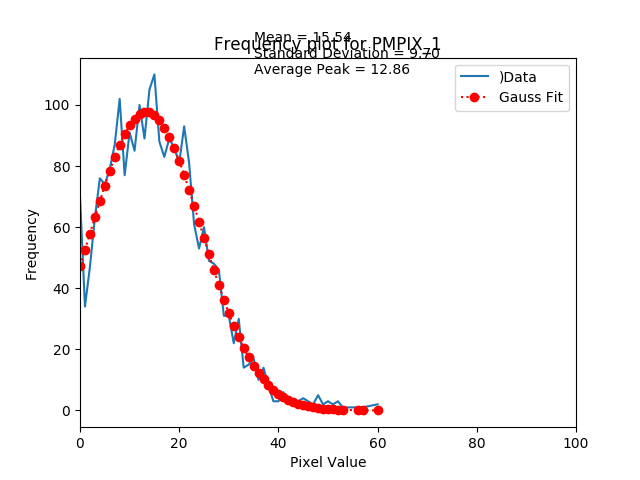 Mean = 15.54
Frequency plot for PMPIX_1
Standard Deviation = 9.70
Average Peak = 12.86
)Data
Gauss Fit
Frequency
100
80
60
40
20
0
0 20 40 60 80 100
Pixel Value